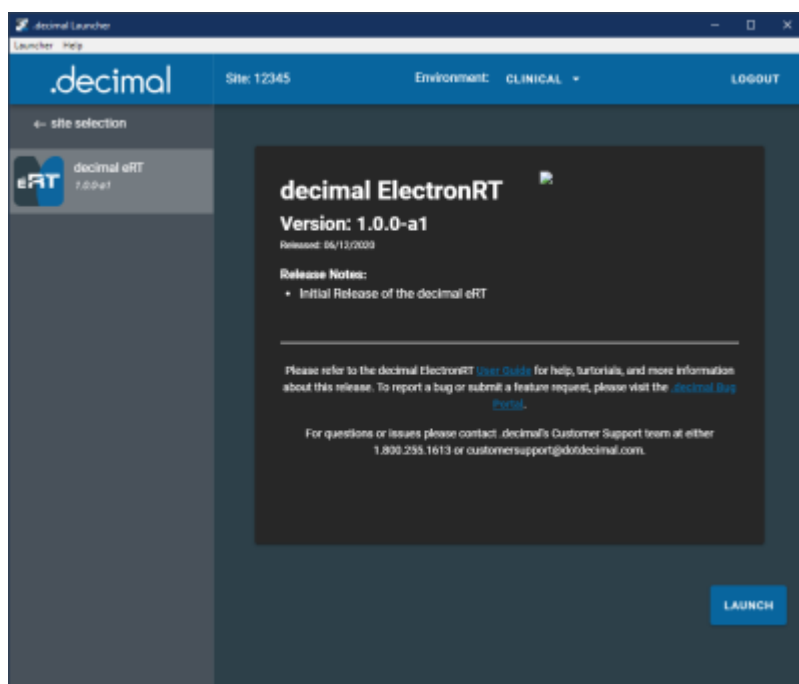 .decimal Launcher
Launcher Help
.decimal
Site: 12345
Environment: CLINICAL
LOGOUT
← site selection
eRT
decimal eRT
1.0.0-a1
decimal ElectronRT
Version: 1.0.0-a1
Released: 06/12/2020
Release Notes:
• Initial Release of the decimal eRT
Please refer to the decimal ElectronRT User Guide for help, turtorials, and more information
about this release. To report a bug or submit a feature request, please visit the .decimal Bug
Portal.
For questions or issues please contact .decimal's Customer Support team at either
1.800.255.1613 or customersupport@dotdecimal.com.
LAUNCH